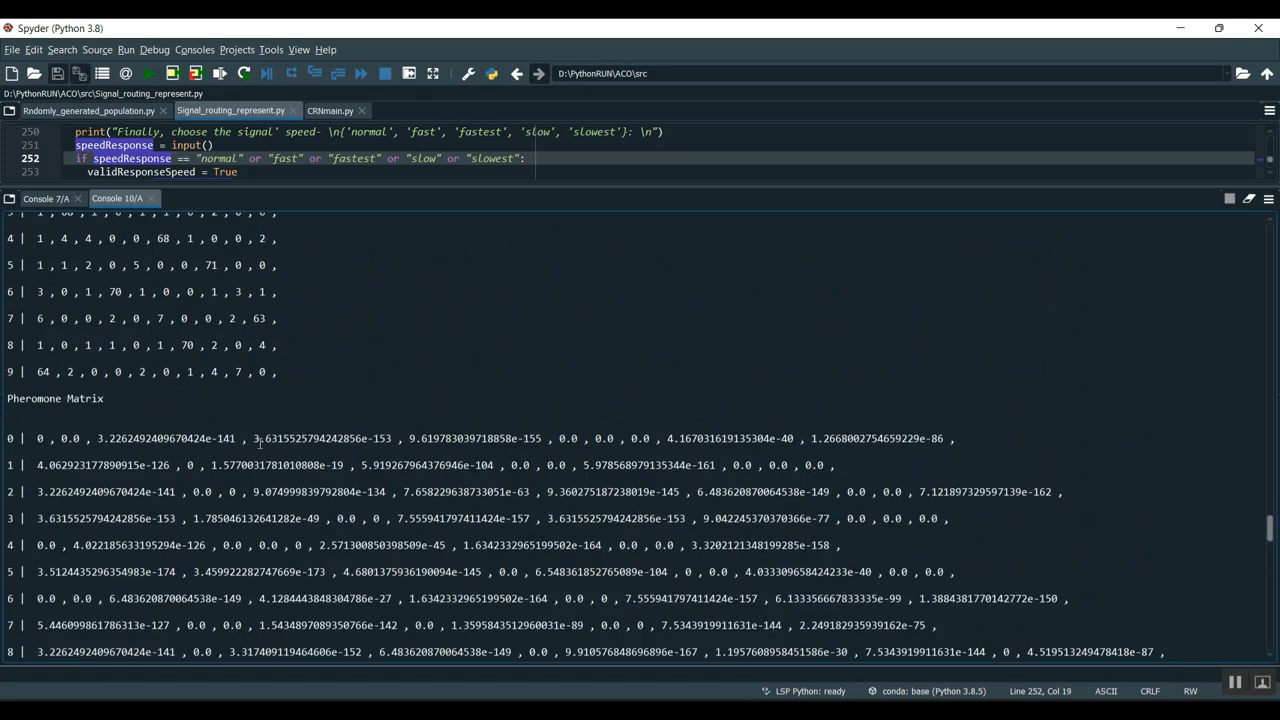 Spyder (Python 3.8)
File Edit Search Source Run Debug Consoles Projects Tools View Help
D:\PythonRUN\ACO\src
D:\PythonRUN\ACO\src\Signal_routing_represent.py
Rndomly_generated_population.py Signal_routing_represent.py CRNmain.py
250 print("Finally, choose the signal' speed- \n{'normal', 'fast', 'fastest', 'slow', 'slowest'}: \n")
251 speedResponse = input()
252 if speedResponse == "normal" or "fast" or "fastest" or "slow" or "slowest":
253 validResponseSpeed = True
Console 7/A Console 10/A
3 | 1 , 68 , 1 , 0 , 1 , 1 , 0 , 2 , 0 , 0 ,
4 | 1 , 4 , 4 , 0 , 0 , 68 , 1 , 0 , 0 , 2 ,
5 | 1 , 1 , 2 , 0 , 5 , 0 , 0 , 71 , 0 , 0 ,
6 | 3 , 0 , 1 , 70 , 1 , 0 , 0 , 1 , 3 , 1 ,
7 | 6 , 0 , 0 , 2 , 0 , 7 , 0 , 0 , 2 , 63 ,
8 | 1 , 0 , 1 , 1 , 0 , 1 , 70 , 2 , 0 , 4 ,
9 | 64 , 2 , 0 , 0 , 2 , 0 , 1 , 4 , 7 , 0 ,
Pheromone Matrix
0 | 0 , 0.0 , 3.2262492409670424e-141 , 3.6315525794242856e-153 , 9.619783039718858e-155 , 0.0 , 0.0 , 0.0 , 4.167031619135304e-40 , 1.2668002754659229e-86 ,
1 | 4.062923177890915e-126 , 0 , 1.5770031781010808e-19 , 5.919267964376946e-104 , 0.0 , 0.0 , 5.978568979135344e-161 , 0.0 , 0.0 , 0.0 ,
2 | 3.2262492409670424e-141 , 0.0 , 0 , 9.074999839792804e-134 , 7.658229638733051e-63 , 9.360275187238019e-145 , 6.483620870064538e-149 , 0.0 , 0.0 , 7.121897329597139e-162 ,
3 | 3.6315525794242856e-153 , 1.785046132641282e-49 , 0.0 , 0 , 7.555941797411424e-157 , 3.6315525794242856e-153 , 9.042245370370366e-77 , 0.0 , 0.0 , 0.0 ,
4 | 0.0 , 4.022185633195294e-126 , 0.0 , 0.0 , 0 , 2.571300850398509e-45 , 1.6342332965199502e-164 , 0.0 , 0.0 , 3.3202121348199285e-158 ,
5 | 3.5124435296354983e-174 , 3.459922282747669e-173 , 4.6801375936190094e-145 , 0.0 , 6.548361852765089e-104 , 0 , 0.0 , 4.033309658424233e-40 , 0.0 , 0.0 ,
6 | 0.0 , 0.0 , 6.483620870064538e-149 , 4.1284443848304786e-27 , 1.6342332965199502e-164 , 0.0 , 0 , 7.555941797411424e-157 , 6.133356667833335e-99 , 1.3884381770142772e-150 ,
7 | 5.446099861786313e-127 , 0.0 , 0.0 , 1.5434897089350766e-142 , 0.0 , 1.3595843512960031e-89 , 0.0 , 0 , 7.5343919911631e-144 , 2.249182935939162e-75 ,
8 | 3.2262492409670424e-141 , 0.0 , 3.317409119464606e-152 , 6.483620870064538e-149 , 0.0 , 9.910576848696896e-167 , 1.1957608958451586e-30 , 7.5343919911631e-144 , 0 , 4.519513249478418e-87 ,
LSP Python: ready conda: base (Python 3.8.5) Line 252, Col 19 ASCII CRLF RW